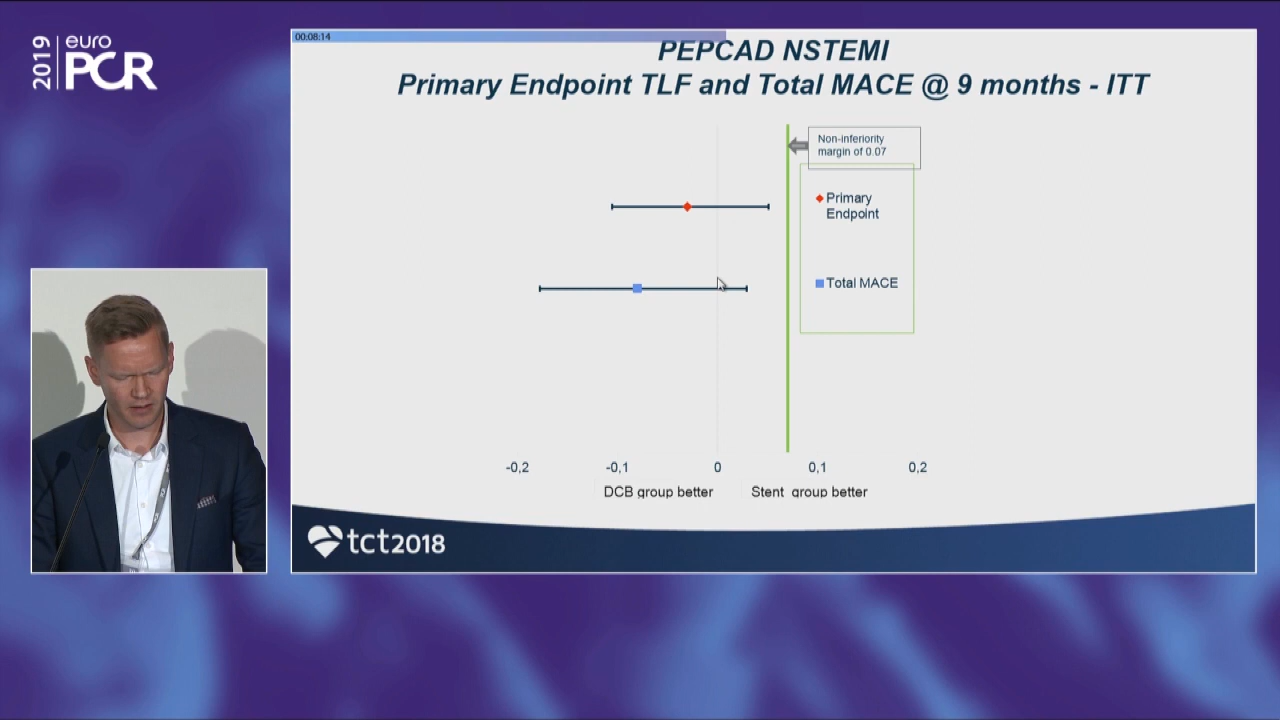 2019
euro
PCR
00:08:14
PEPCAD NSTEMI
Primary Endpoint TLF and Total MACE @ 9 months - ITT
Non-inferiority
margin of 0.07
Primary
Endpoint
Total MACE
-0,2 -0,1 0 0,1 0,2
DCB group better Stent group better
tct2018